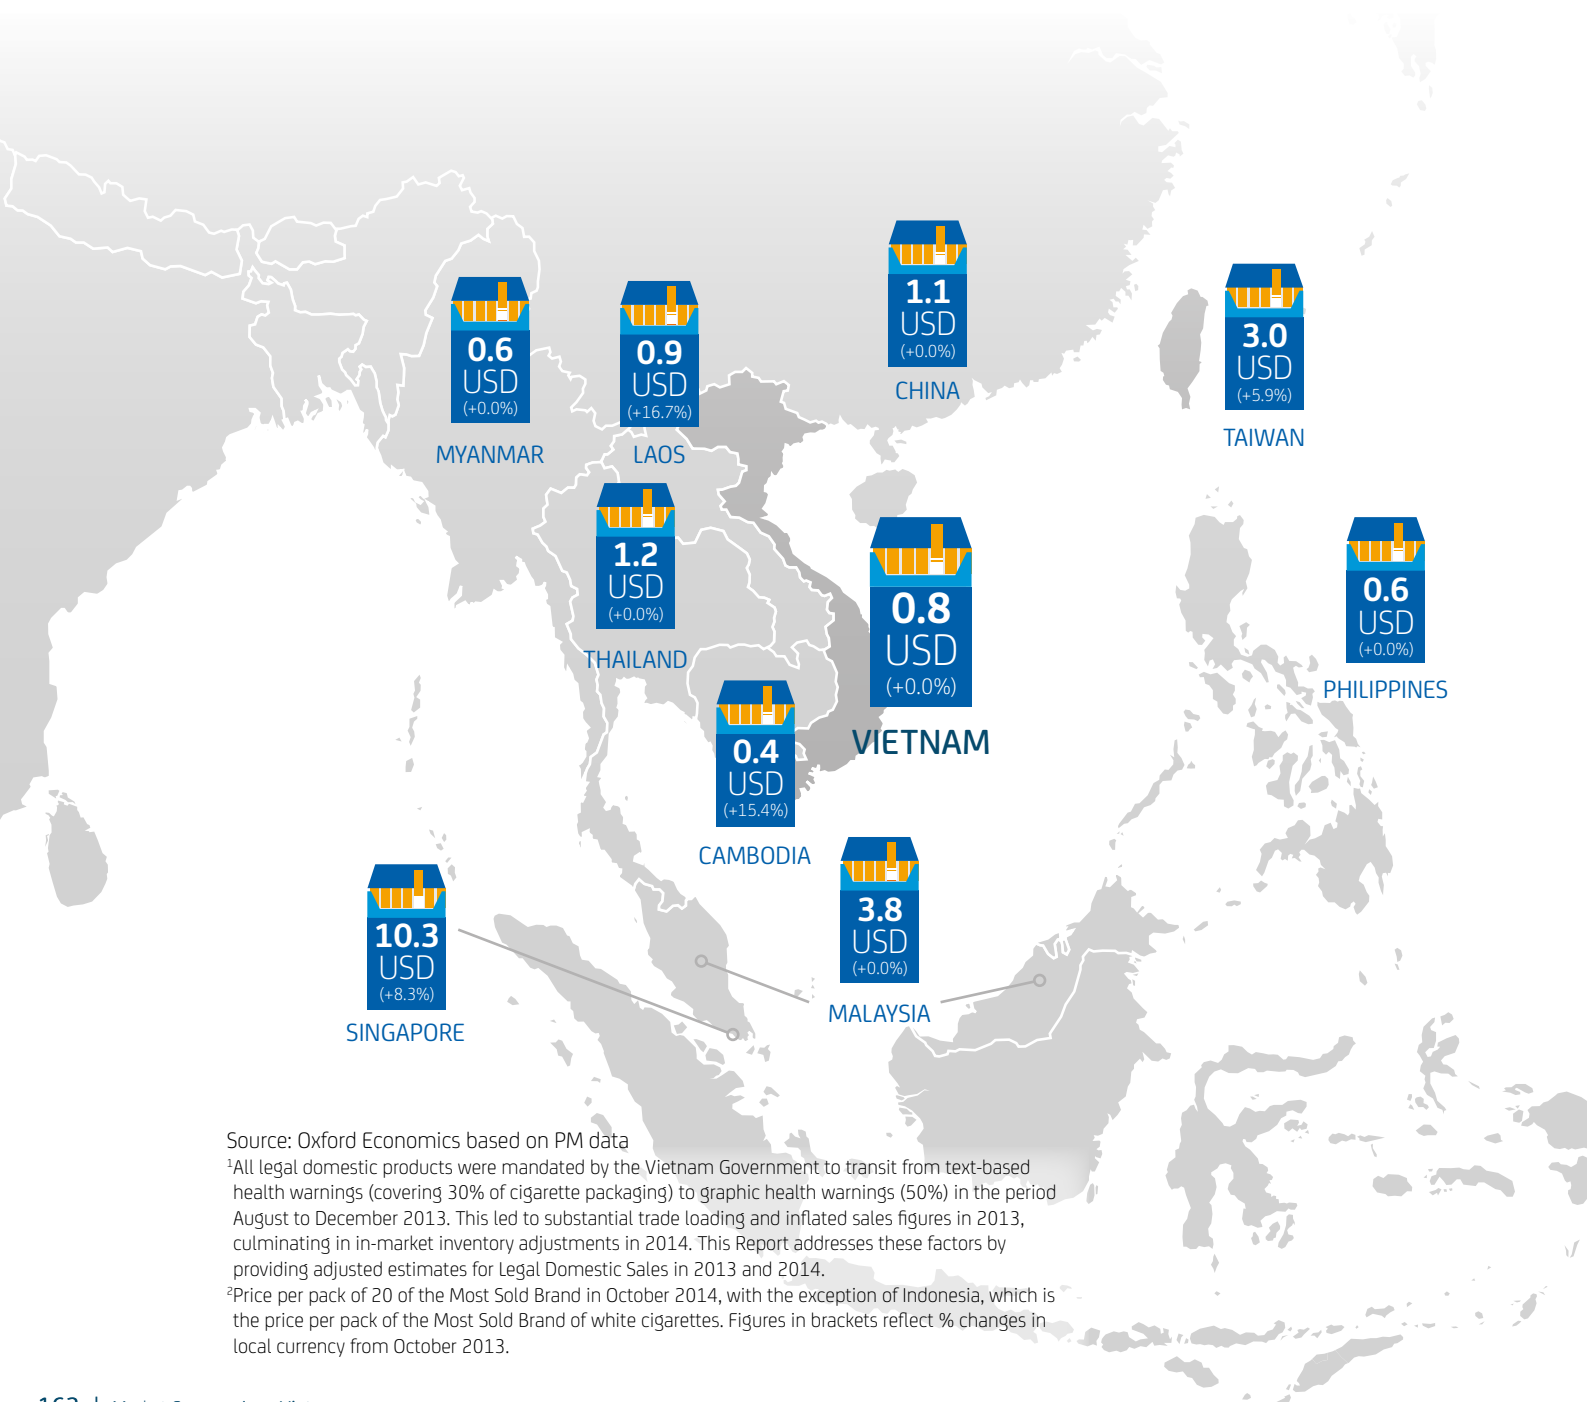 1.1
USD
(+0.0%)
CHINA
3.0
USD
(+5.9%)
TAIWAN
0.6
USD
(+0.0%)
MYANMAR
0.9
USD
(+16.7%)
LAOS
1.2
USD
(+0.0%)
THAILAND
0.8
USD
(+0.0%)
VIETNAM
0.6
USD
(+0.0%)
PHILIPPINES
0.4
USD
(+15.4%)
CAMBODIA
3.8
USD
(+0.0%)
MALAYSIA
10.3
USD
(+8.3%)
SINGAPORE
Source: Oxford Economics based on PM data
¹All legal domestic products were mandated by the Vietnam Government to transit from text-based
health warnings (covering 30% of cigarette packaging) to graphic health warnings (50%) in the period
August to December 2013. This led to substantial trade loading and inflated sales figures in 2013,
culminating in in-market inventory adjustments in 2014. This Report addresses these factors by
providing adjusted estimates for Legal Domestic Sales in 2013 and 2014.
²Price per pack of 20 of the Most Sold Brand in October 2014, with the exception of Indonesia, which is
the price per pack of the Most Sold Brand of white cigarettes. Figures in brackets reflect % changes in
local currency from October 2013.